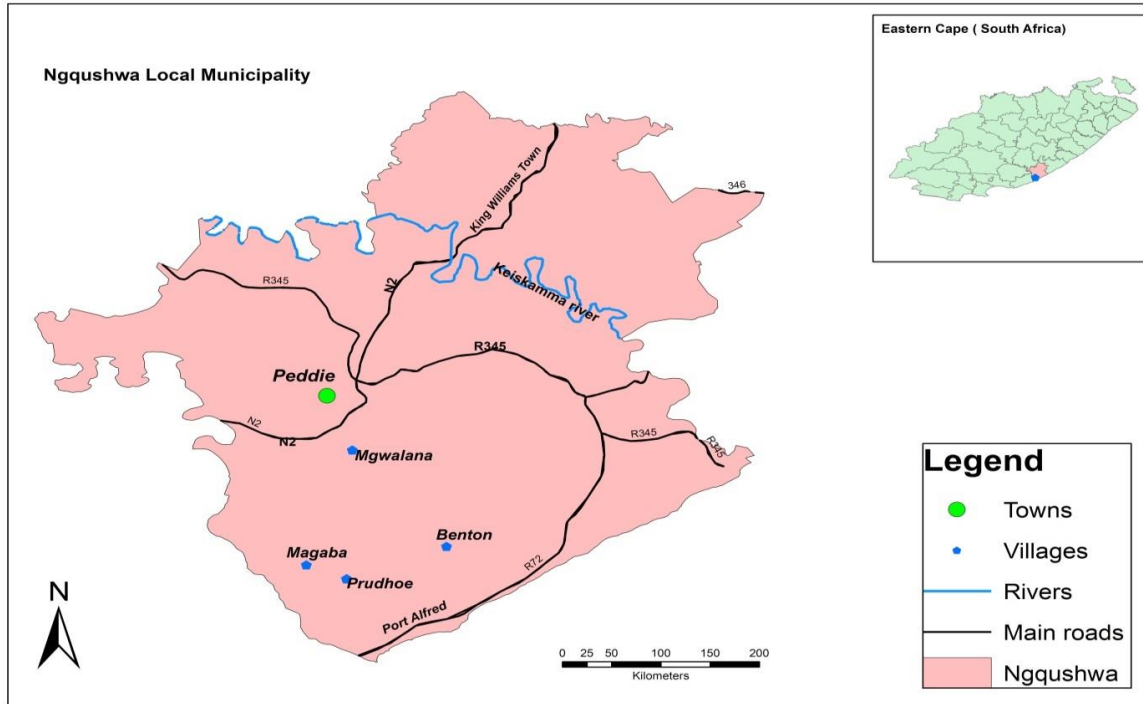 Eastern Cape ( South Africa)
Ngqushwa Local Municipality
King Williams Town
346
R345
N2
Keiskamma river
R345
Peddie
N2
N2
R345
R345
Mgwalana
Benton
Magaba
Prudhoe
R72
Port Alfred
N
0 25 50 100 150 200
Kilometers
Legend
Towns
Villages
Rivers
Main roads
Ngqushwa